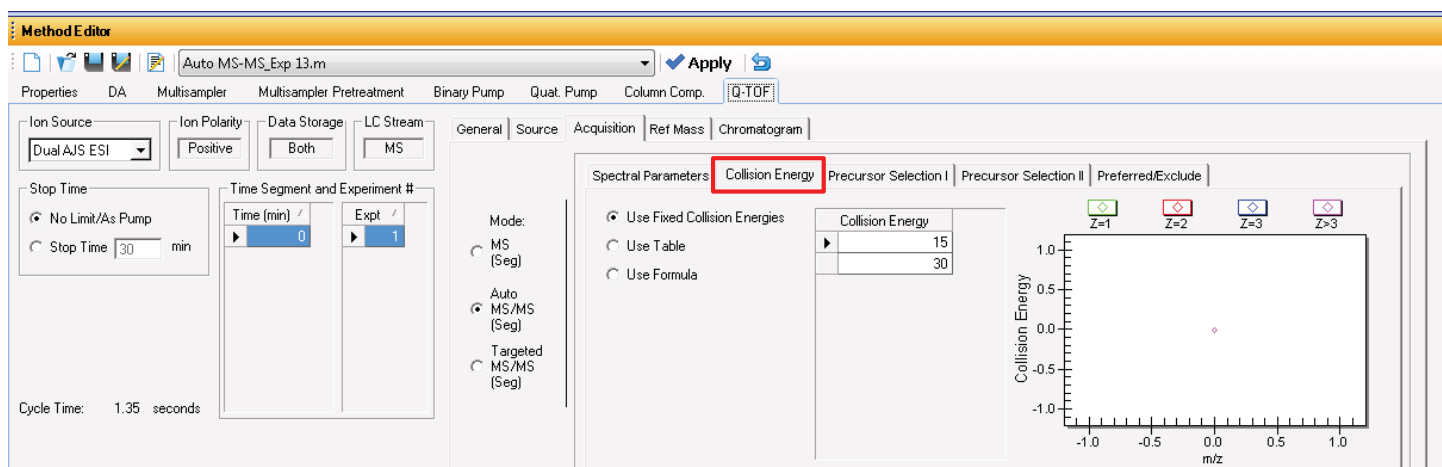 Method Editor
Auto MS-MS_Exp 13.m Apply
Properties DA Multisampler Multisampler Pretreatment Binary Pump Quat. Pump Column Comp. Q-TOF
Ion Source Ion Polarity Data Storage LC Stream
Dual AJS ESI Positive Both MS
Stop Time
No Limit/As Pump
Stop Time 30 min
Time Segment and Experiment #
Time (min) Expt
0 1
Cycle Time: 1.35 seconds
General Source Acquisition Ref Mass Chromatogram
Mode:
MS
(Seg)
Auto
MS/MS
(Seg)
Targeted
MS/MS
(Seg)
Spectral Parameters Collision Energy Precursor Selection I Precursor Selection II Preferred/Exclude
Use Fixed Collision Energies
Use Table
Use Formula
Collision Energy
15
30
Z=1 Z=2 Z=3 Z>3
Collision Energy
1.0
0.5
0.0
-0.5
-1.0
-1.0 -0.5 0.0 0.5 1.0
m/z